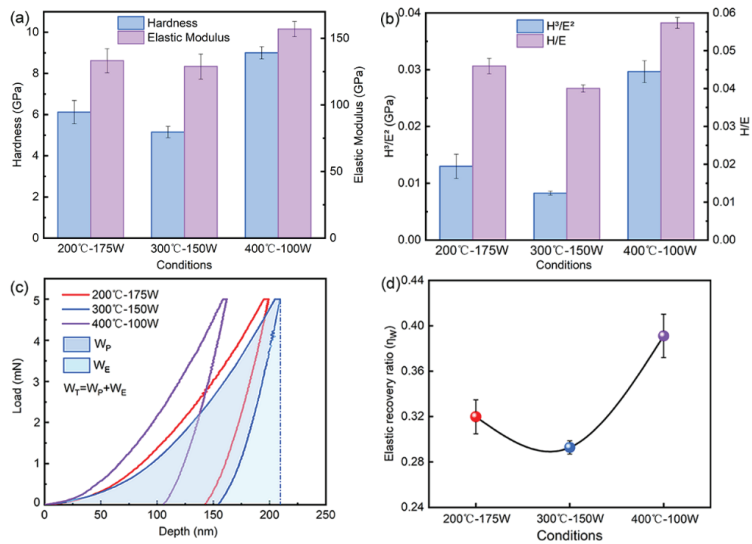 (a)
Hardness
Elastic Modulus
10
8
6
4
2
0
Hardness (GPa)
150
100
50
0
Elastic Modulus (GPa)
200℃-175W 300℃-150W 400℃-100W
Conditions
(b)
H³/E²
H/E
0.04
0.03
0.02
0.01
0.00
H³/E² (GPa)
0.06
0.05
0.04
0.03
0.02
0.01
0.00
H/E
200℃-175W 300℃-150W 400℃-100W
Conditions
(c)
200℃-175W
300℃-150W
400℃-100W
W_P
W_E
W_T=W_P+W_E
5
4
3
2
1
0
Load (mN)
0 50 100 150 200 250
Depth (nm)
(d)
0.44
0.40
0.36
0.32
0.28
0.24
Elastic recovery ratio (n_W)
200℃-175W 300℃-150W 400℃-100W
Conditions